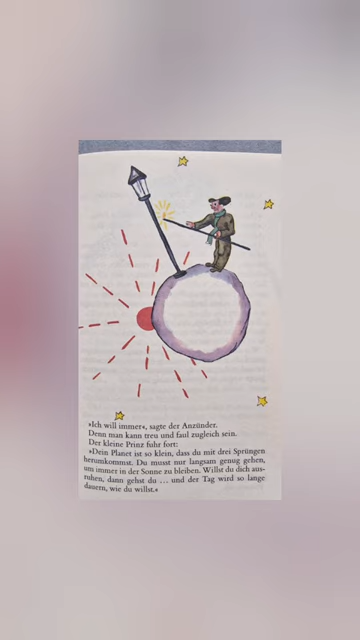 »Ich will immer«, sagte der Anzünder.
Denn man kann treu und faul zugleich sein.
Der kleine Prinz fuhr fort:
»Dein Planet ist so klein, dass du mit drei Sprüngen
herumkommst. Du musst nur langsam genug gehen,
um immer in der Sonne zu bleiben. Willst du dich aus-
ruhen, dann gehst du ... und der Tag wird so lange
dauern, wie du willst.«